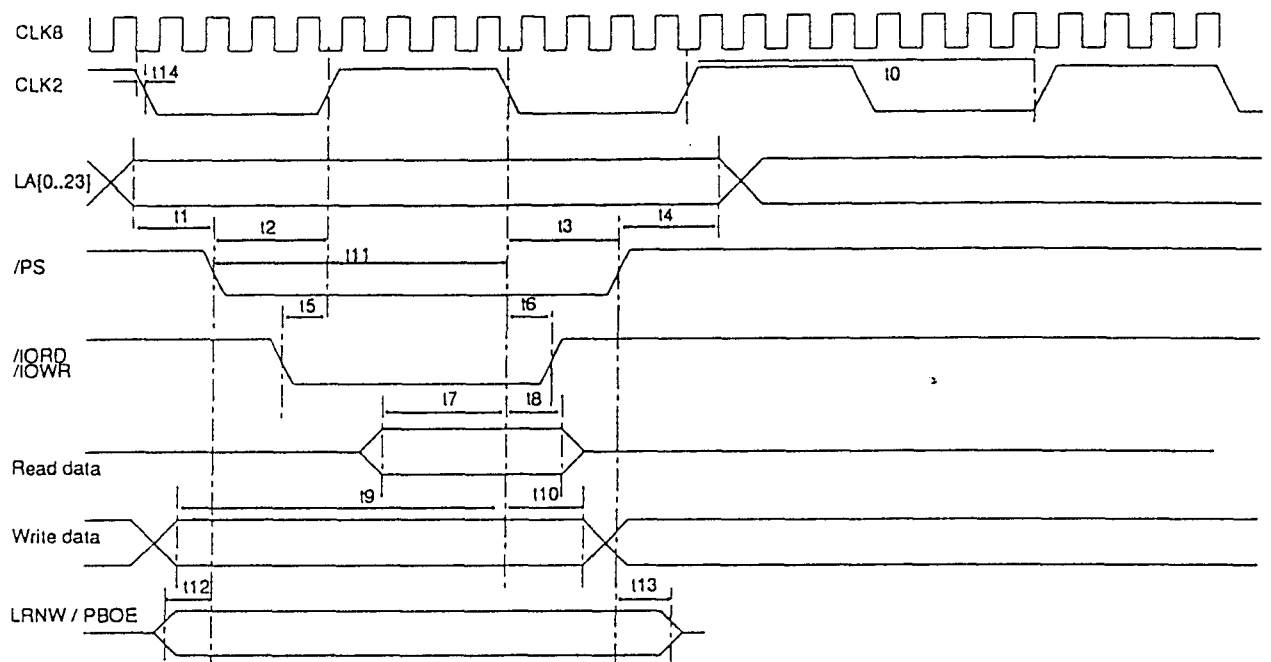 CLK8
t14
t0
CLK2
LA[0..23]
t1
t2
t3
t4
t11
/PS
t5
t6
/IORD
/IOWR
t7
t8
Read data
t9
t10
Write data
t12
t13
LRNW / PBOE